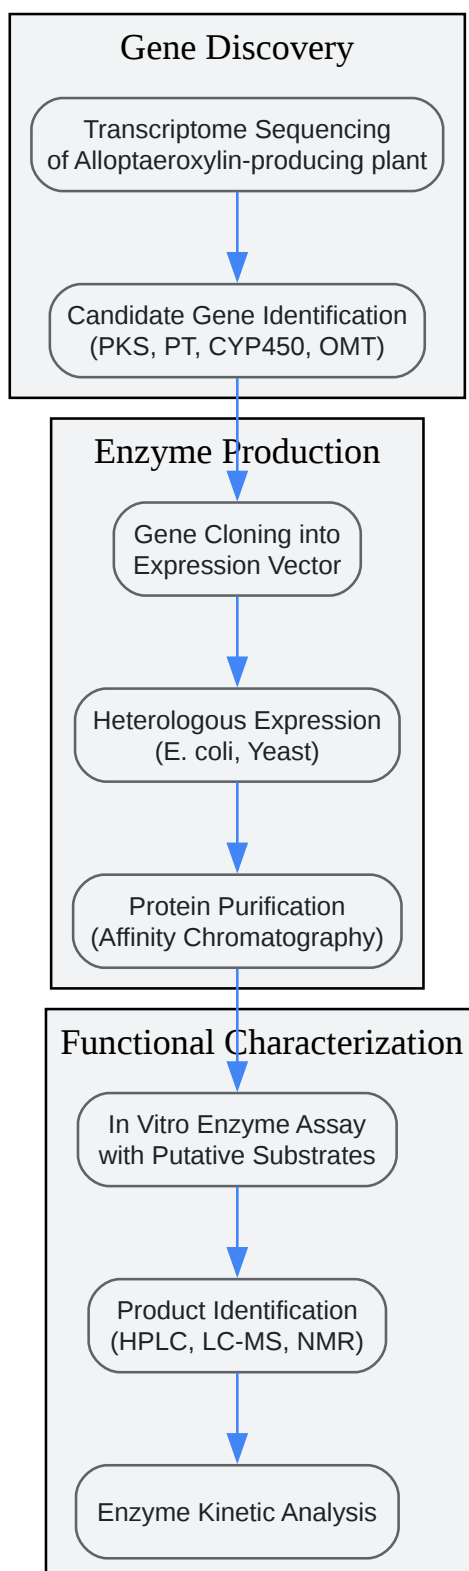 Gene Discovery
Transcriptome Sequencing
of Alloptaeroxylin-producing plant
Candidate Gene Identification
(PKS, PT, CYP450, OMT)
Enzyme Production
Gene Cloning into
Expression Vector
Heterologous Expression
(E. coli, Yeast)
Protein Purification
(Affinity Chromatography)
Functional Characterization
In Vitro Enzyme Assay
with Putative Substrates
Product Identification
(HPLC, LC-MS, NMR)
Enzyme Kinetic Analysis